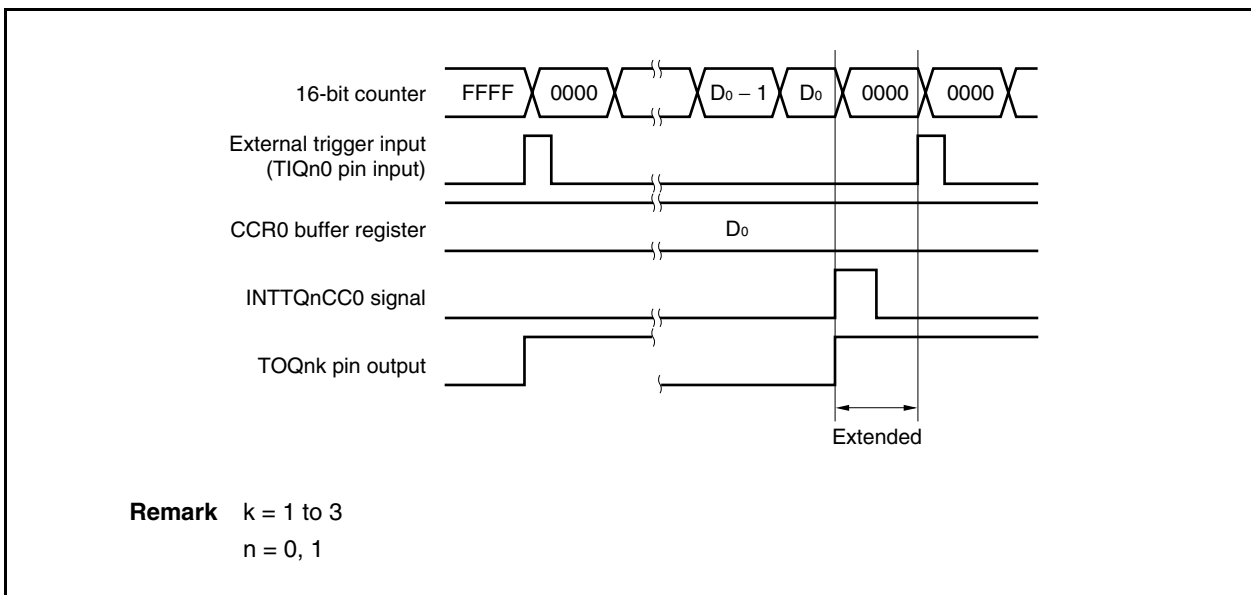 16-bit counter FFFF 0000 D₀ − 1 D₀ 0000 0000
External trigger input
(TIQn0 pin input)
CCR0 buffer register D₀
INTTQnCC0 signal
TOQnk pin output
Extended
Remark k = 1 to 3
n = 0, 1